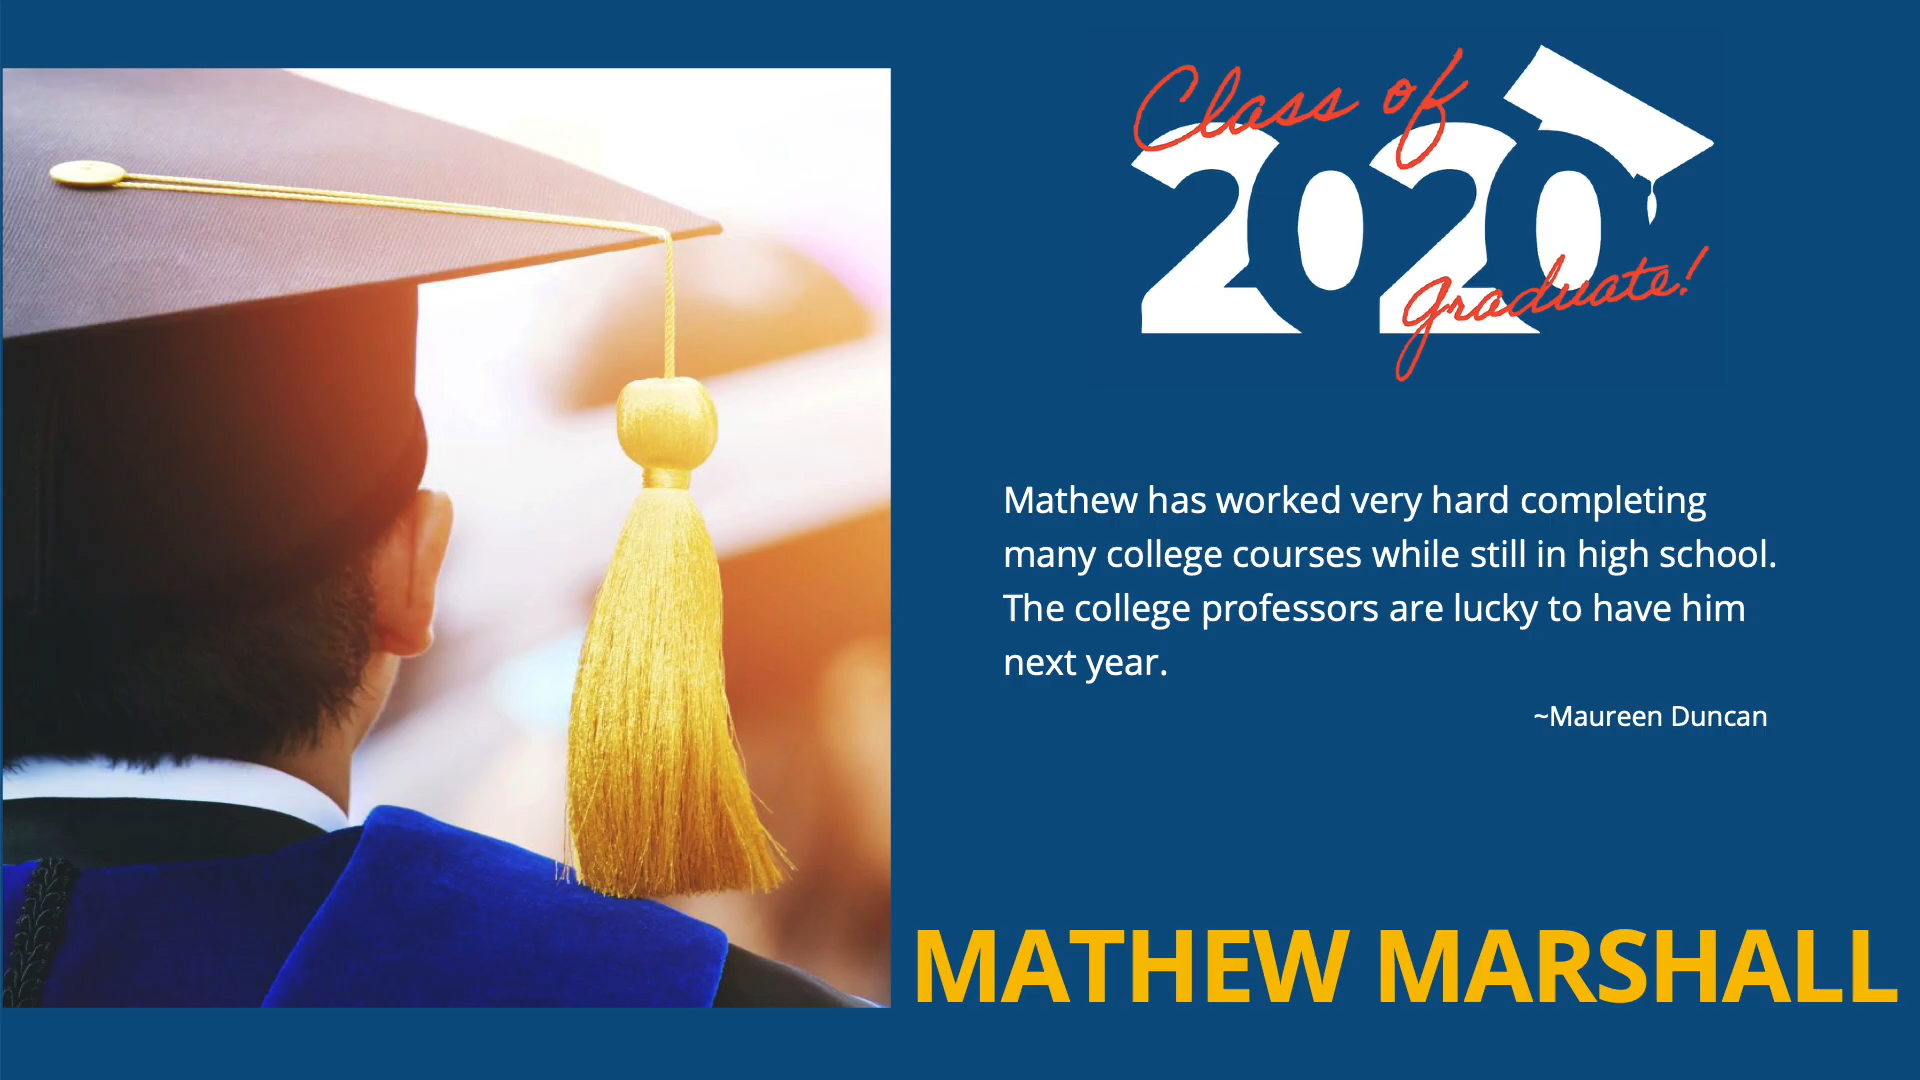 Class of
2020
graduate!
Mathew has worked very hard completing
many college courses while still in high school.
The college professors are lucky to have him
next year.
~Maureen Duncan
MATHEW MARSHALL